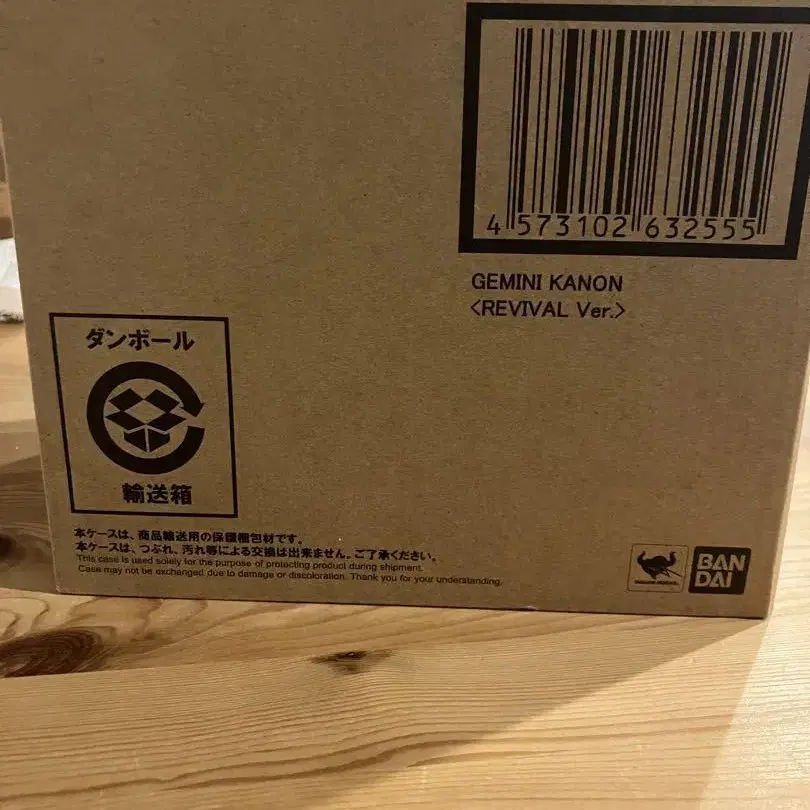 4 573102 632555
GEMINI KANON
<REVIVAL Ver.>
ダンボール
輸送箱
本ケースは、商品輸送用の保護梱包材です。
本ケースは、つぶれ、汚れ等による交換は出来ません。ご了承ください。
This case is used solely for the purpose of protecting product during shipment.
Case may not be exchanged due to damage or discoloration. Thank you for your understanding.
BAN
DAI